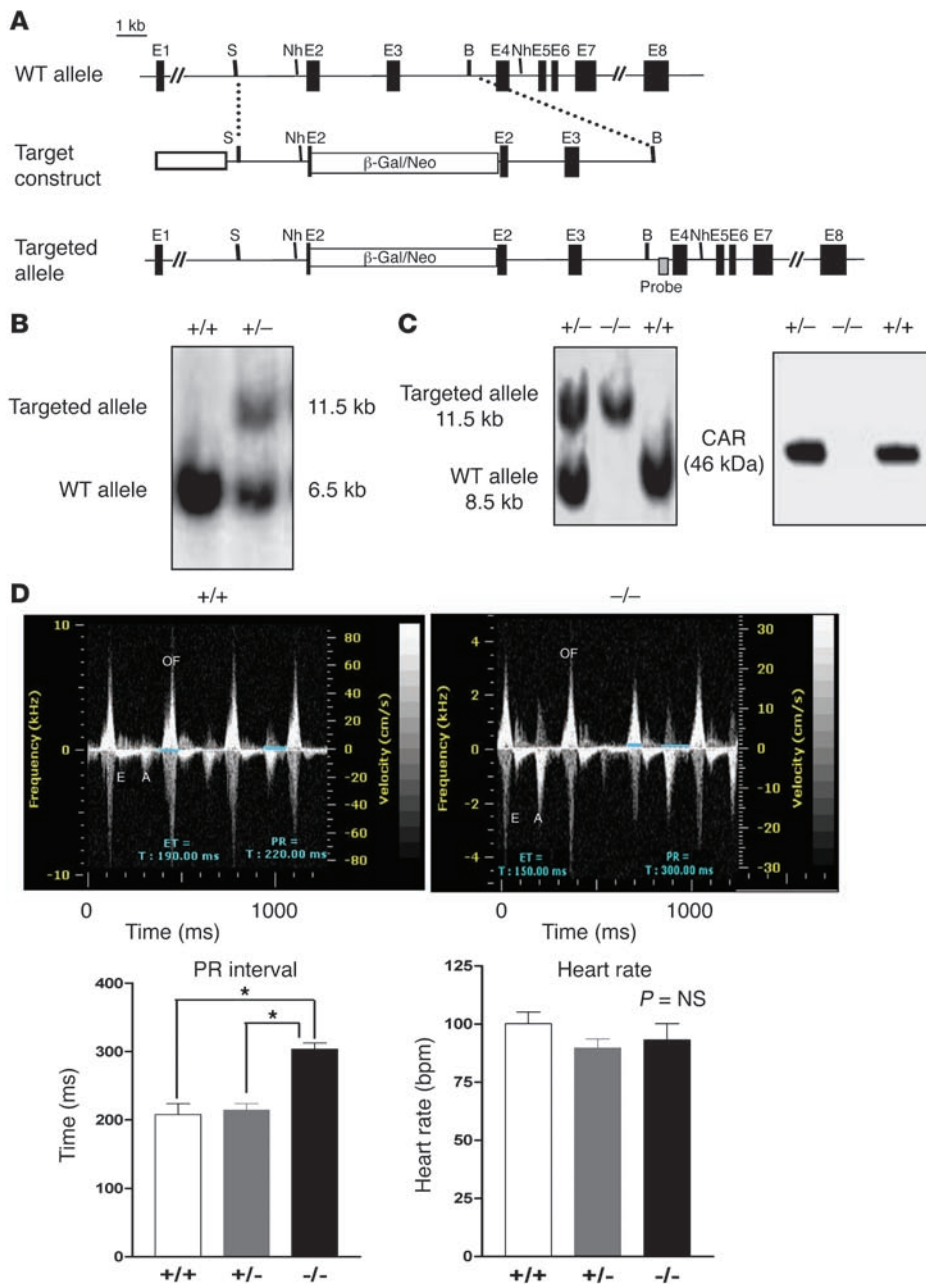 A
1 kb
E1 S Nh E2 E3 B E4 Nh E5 E6 E7 E8
WT allele
S Nh E2 E2 E3 B
Target construct
β-Gal/Neo
E1 S Nh E2 E2 E3 B E4 Nh E5 E6 E7 E8
Targeted allele
β-Gal/Neo
Probe
B
+/+ +/−
Targeted allele 11.5 kb
WT allele 6.5 kb
C
+/− −/− +/+
Targeted allele
11.5 kb
WT allele
8.5 kb
+/− −/− +/+
CAR
(46 kDa)
D
+/+
10
0
-10
Frequency (kHz)
OF
E A
ET =
T : 190.00 ms
PR =
T : 220.00 ms
80
60
40
20
0
-20
-40
-60
-80
Velocity (cm/s)
0 1000
Time (ms)
−/−
4
2
0
-2
-4
Frequency (kHz)
OF
E A
ET =
T : 150.00 ms
PR =
T : 300.00 ms
30
20
10
0
-10
-20
-30
Velocity (cm/s)
0 1000
Time (ms)
PR interval
400
300
200
100
0
Time (ms)
* *
+/+ +/- -/-
Heart rate
P = NS
125
100
75
50
25
0
Heart rate (bpm)
+/+ +/- -/-